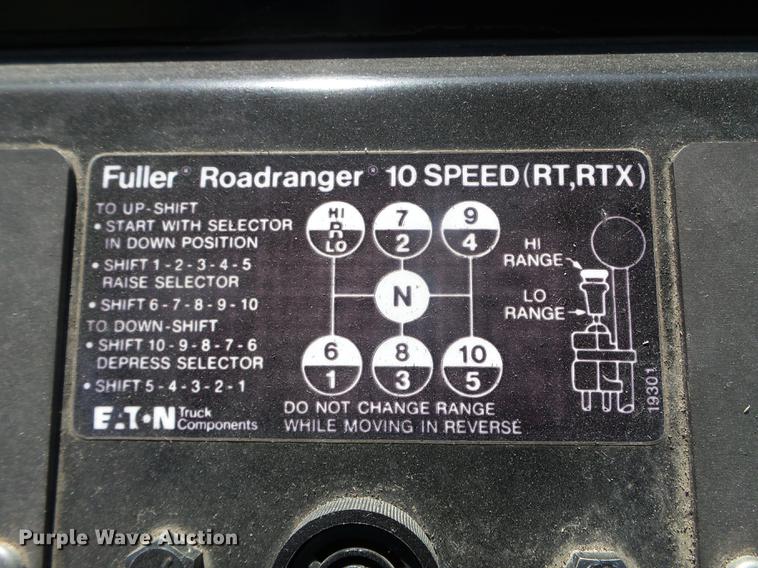 Fuller® Roadranger® 10 SPEED (RT,RTX)
TO UP-SHIFT
• START WITH SELECTOR
IN DOWN POSITION
• SHIFT 1-2-3-4-5
RAISE SELECTOR
• SHIFT 6-7-8-9-10
TO DOWN-SHIFT
• SHIFT 10-9-8-7-6
DEPRESS SELECTOR
• SHIFT 5-4-3-2-1
EAT•N Truck
Components
HI
R
LO
7
2
9
4
N
6
1
8
3
10
5
DO NOT CHANGE RANGE
WHILE MOVING IN REVERSE
HI
RANGE
LO
RANGE
19301
Purple Wave Auction